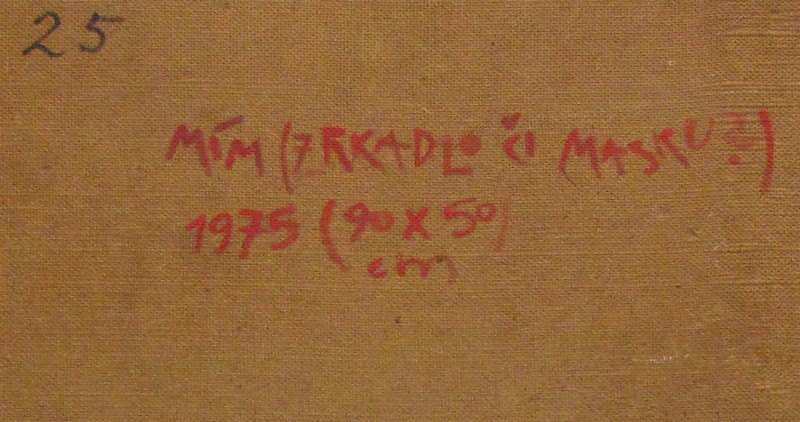 25
MÍM (ZRKADLO ČI MASKU?)
1975 (90 X 50)
cm